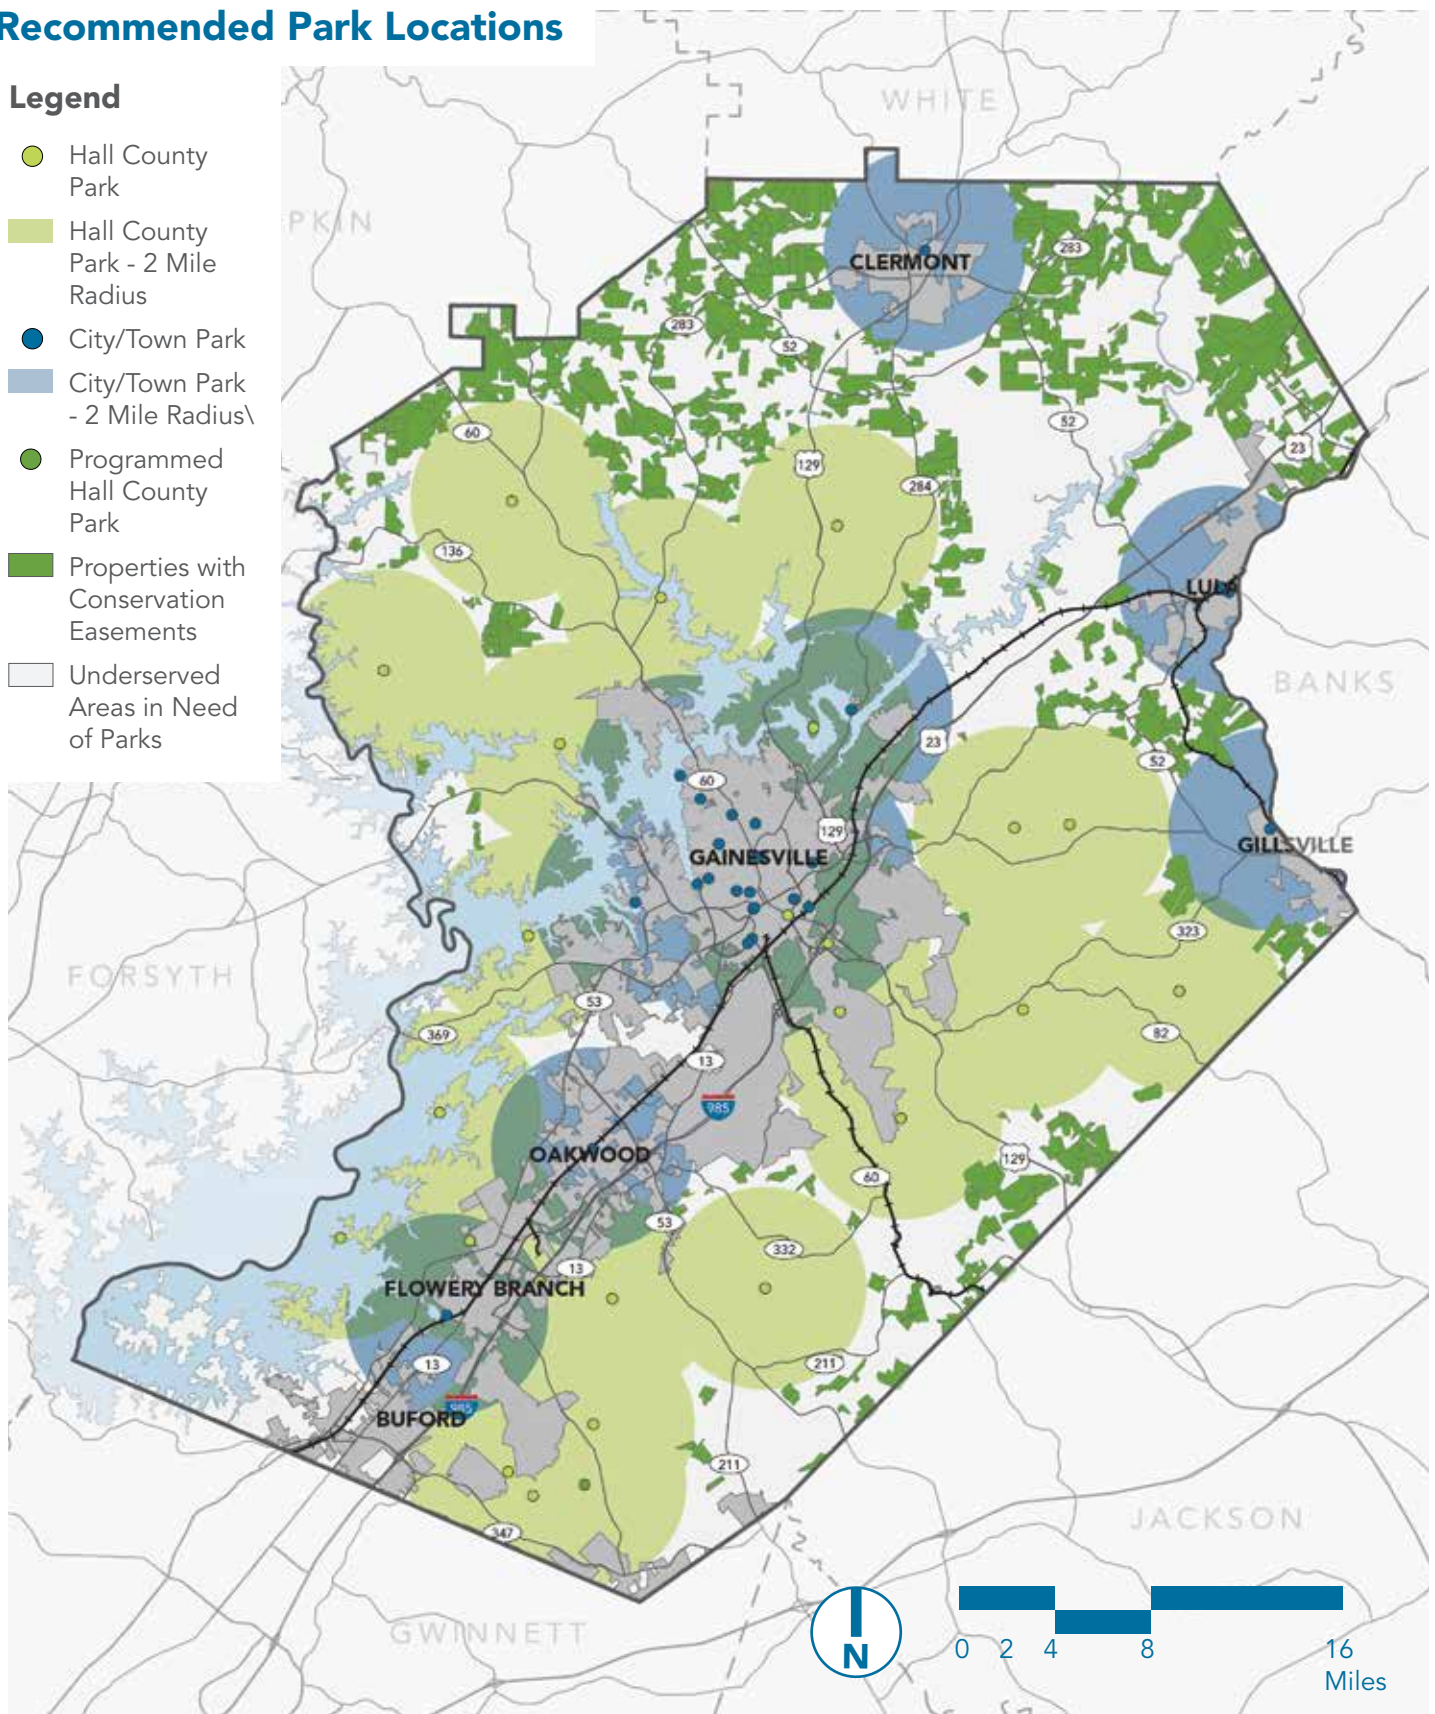 Recommended Park Locations
Legend
Hall County
Park
Hall County
Park - 2 Mile
Radius
City/Town Park
City/Town Park
- 2 Mile Radius\
Programmed
Hall County
Park
Properties with
Conservation
Easements
Underserved
Areas in Need
of Parks
WHITE
PKIN
CLERMONT
283
283
52
60
129
52
23
284
136
LULA
BANKS
23
52
60
129
GAINESVILLE
GILLSVILLE
323
FORSYTH
53
369
82
13
985
OAKWOOD
129
60
53
332
13
FLOWERY BRANCH
13
211
985
BUFORD
211
347
JACKSON
GWINNETT
N
0 2 4 8 16
Miles